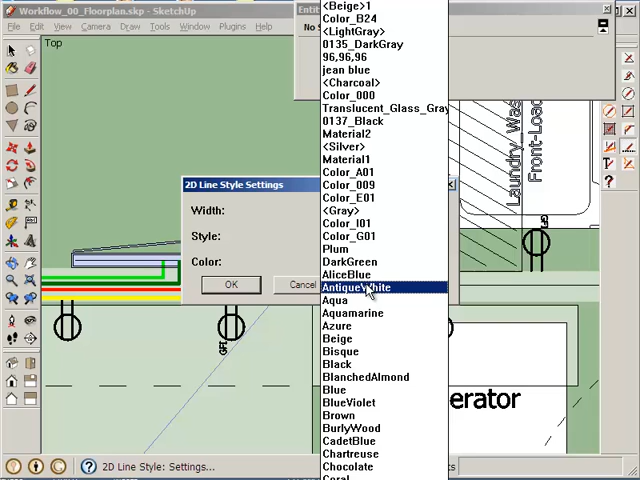 Workflow_00_Floorplan.skp - SketchUp
File Edit View Camera Draw Tools Window Plugins Help
Top
No S
<Beige>1
Color_B24
<LightGray>
0135_DarkGray
96,96,96
jean blue
<Charcoal>
Color_000
Translucent_Glass_Gray
0137_Black
Material2
<Silver>
Material1
Color_A01
Color_009
Color_E01
<Gray>
Color_I01
Color_G01
Plum
DarkGreen
AliceBlue
AntiqueWhite
Aqua
Aquamarine
Azure
Beige
Bisque
Black
BlanchedAlmond
Blue
BlueViolet
Brown
BurlyWood
CadetBlue
Chartreuse
Chocolate
Coral
2D Line Style Settings
Width:
Style:
Color:
OK
Cancel
Front-Load
GFI
GFI
erator
2D Line Style: Settings...